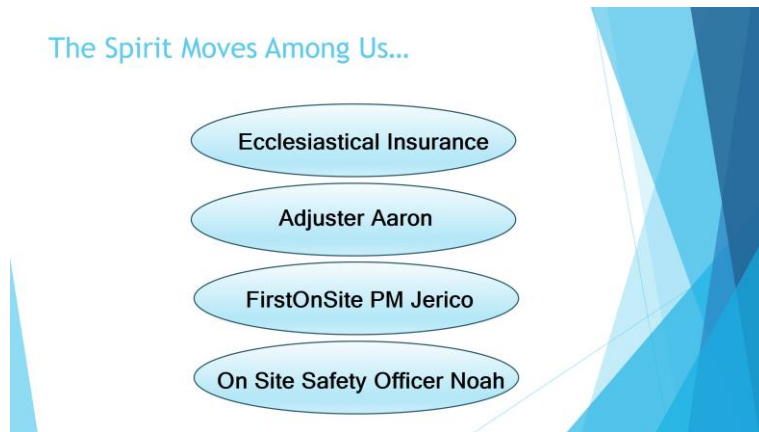 The Spirit Moves Among Us…
Ecclesiastical Insurance
Adjuster Aaron
FirstOnSite PM Jerico
On Site Safety Officer Noah